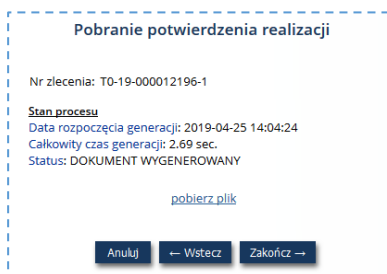 Pobranie potwierdzenia realizacji
Nr zlecenia: T0-19-000012196-1
Stan procesu
Data rozpoczęcia generacji: 2019-04-25 14:04:24
Całkowity czas generacji: 2.69 sec.
Status: DOKUMENT WYGENEROWANY
pobierz plik
Anuluj ← Wstecz Zakończ →